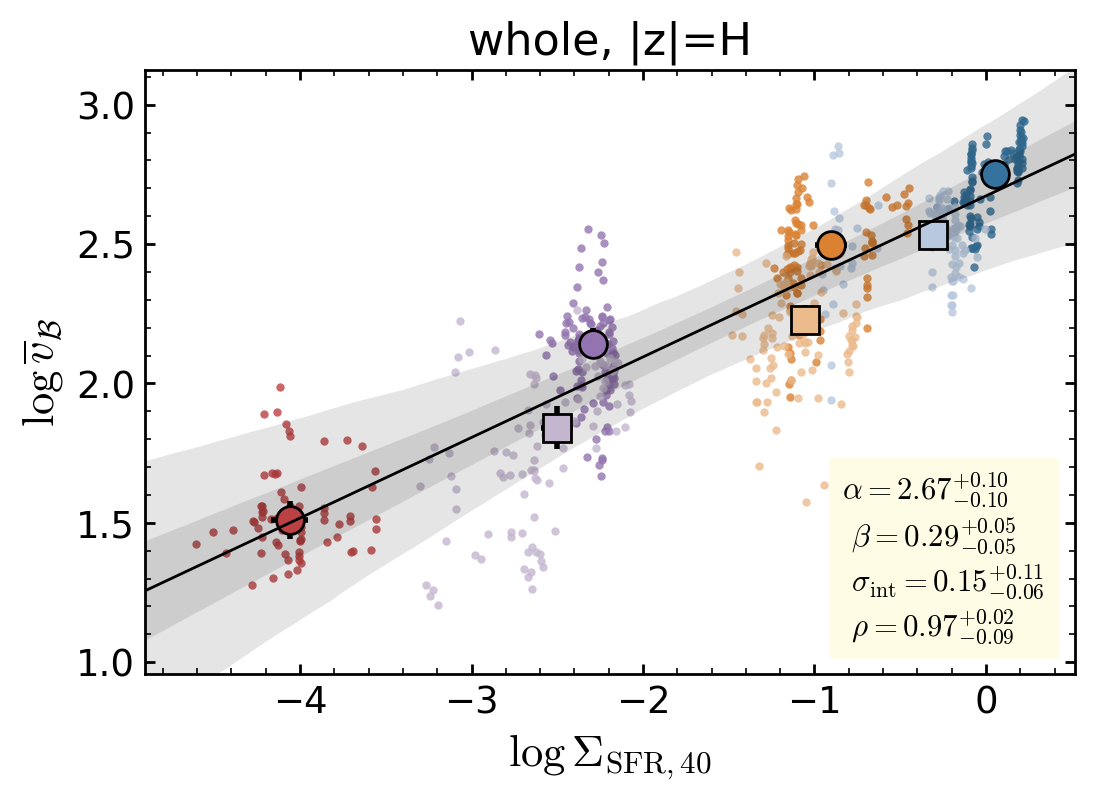 whole, |z|=H
3.0
2.5
2.0
1.5
1.0
log v̅_ℬ
α = 2.67^{+0.10}_{−0.10}
β = 0.29^{+0.05}_{−0.05}
σ_int = 0.15^{+0.11}_{−0.06}
ρ = 0.97^{+0.02}_{−0.09}
−4 −3 −2 −1 0
log Σ_{SFR, 40}